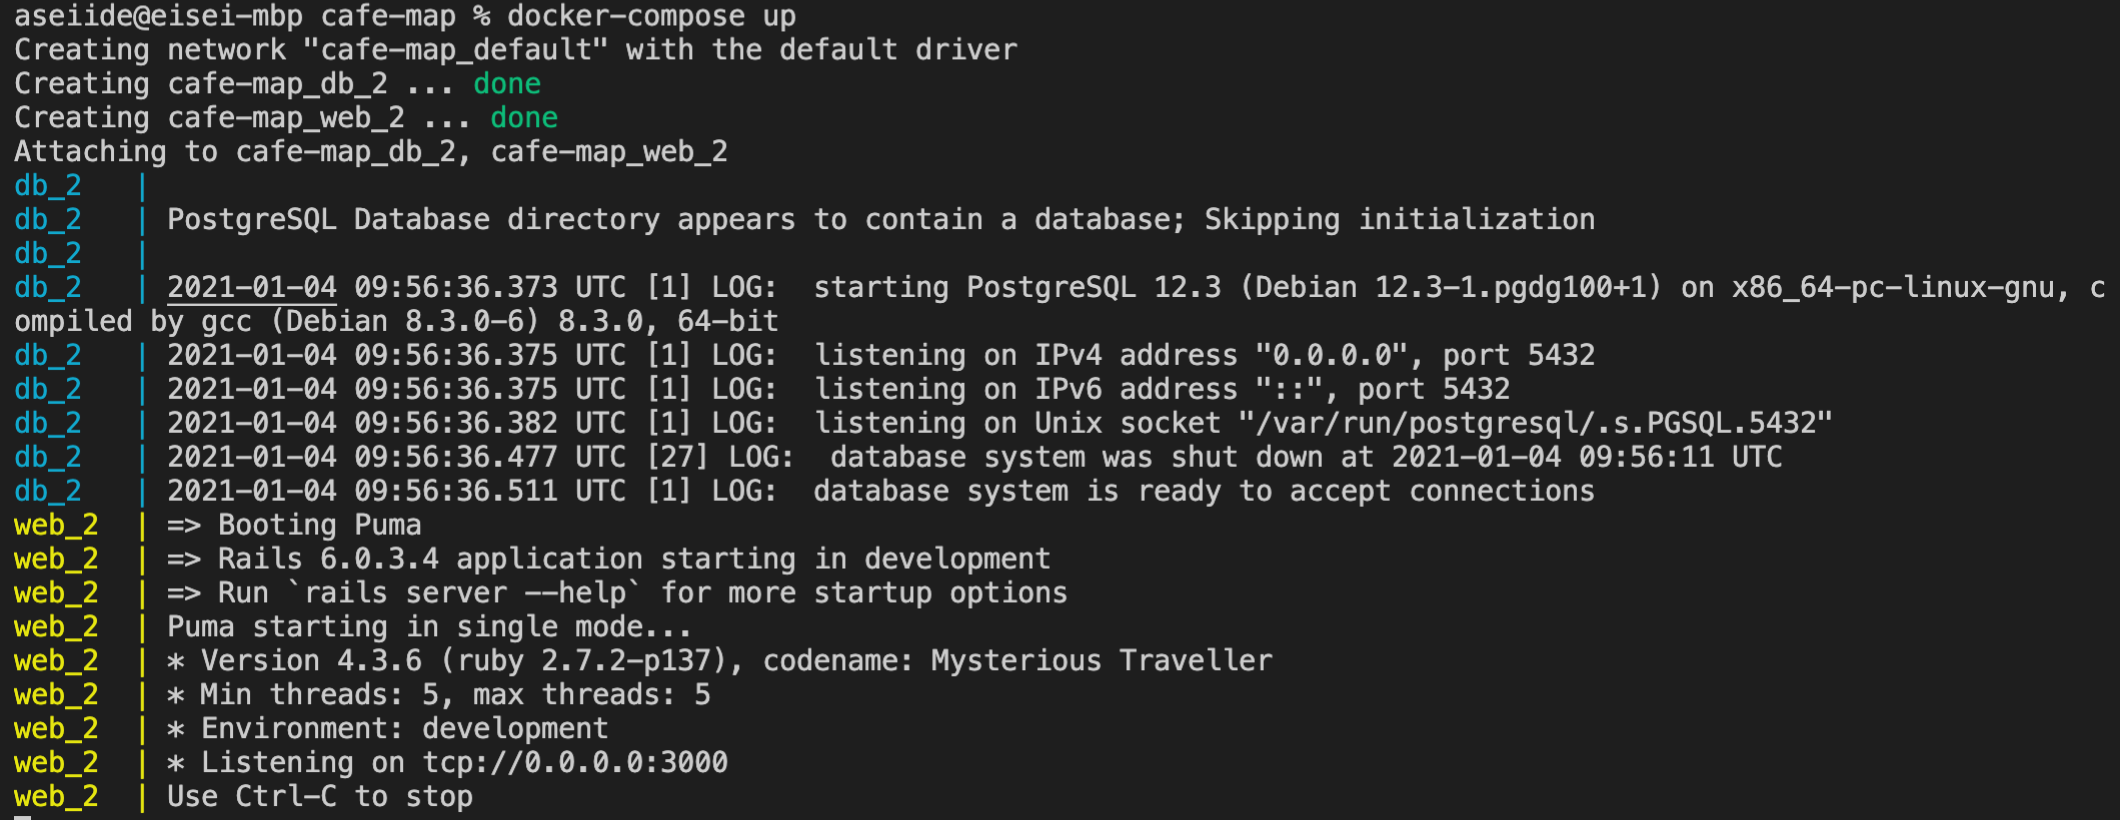 aseiide@eisei-mbp cafe-map % docker-compose up
Creating network "cafe-map_default" with the default driver
Creating cafe-map_db_2 ... done
Creating cafe-map_web_2 ... done
Attaching to cafe-map_db_2, cafe-map_web_2
db_2   |
db_2   | PostgreSQL Database directory appears to contain a database; Skipping initialization
db_2   |
db_2   | 2021-01-04 09:56:36.373 UTC [1] LOG:  starting PostgreSQL 12.3 (Debian 12.3-1.pgdg100+1) on x86_64-pc-linux-gnu, c
ompiled by gcc (Debian 8.3.0-6) 8.3.0, 64-bit
db_2   | 2021-01-04 09:56:36.375 UTC [1] LOG:  listening on IPv4 address "0.0.0.0", port 5432
db_2   | 2021-01-04 09:56:36.375 UTC [1] LOG:  listening on IPv6 address "::", port 5432
db_2   | 2021-01-04 09:56:36.382 UTC [1] LOG:  listening on Unix socket "/var/run/postgresql/.s.PGSQL.5432"
db_2   | 2021-01-04 09:56:36.477 UTC [27] LOG:  database system was shut down at 2021-01-04 09:56:11 UTC
db_2   | 2021-01-04 09:56:36.511 UTC [1] LOG:  database system is ready to accept connections
web_2  | => Booting Puma
web_2  | => Rails 6.0.3.4 application starting in development
web_2  | => Run `rails server --help` for more startup options
web_2  | Puma starting in single mode...
web_2  | * Version 4.3.6 (ruby 2.7.2-p137), codename: Mysterious Traveller
web_2  | * Min threads: 5, max threads: 5
web_2  | * Environment: development
web_2  | * Listening on tcp://0.0.0.0:3000
web_2  | Use Ctrl-C to stop